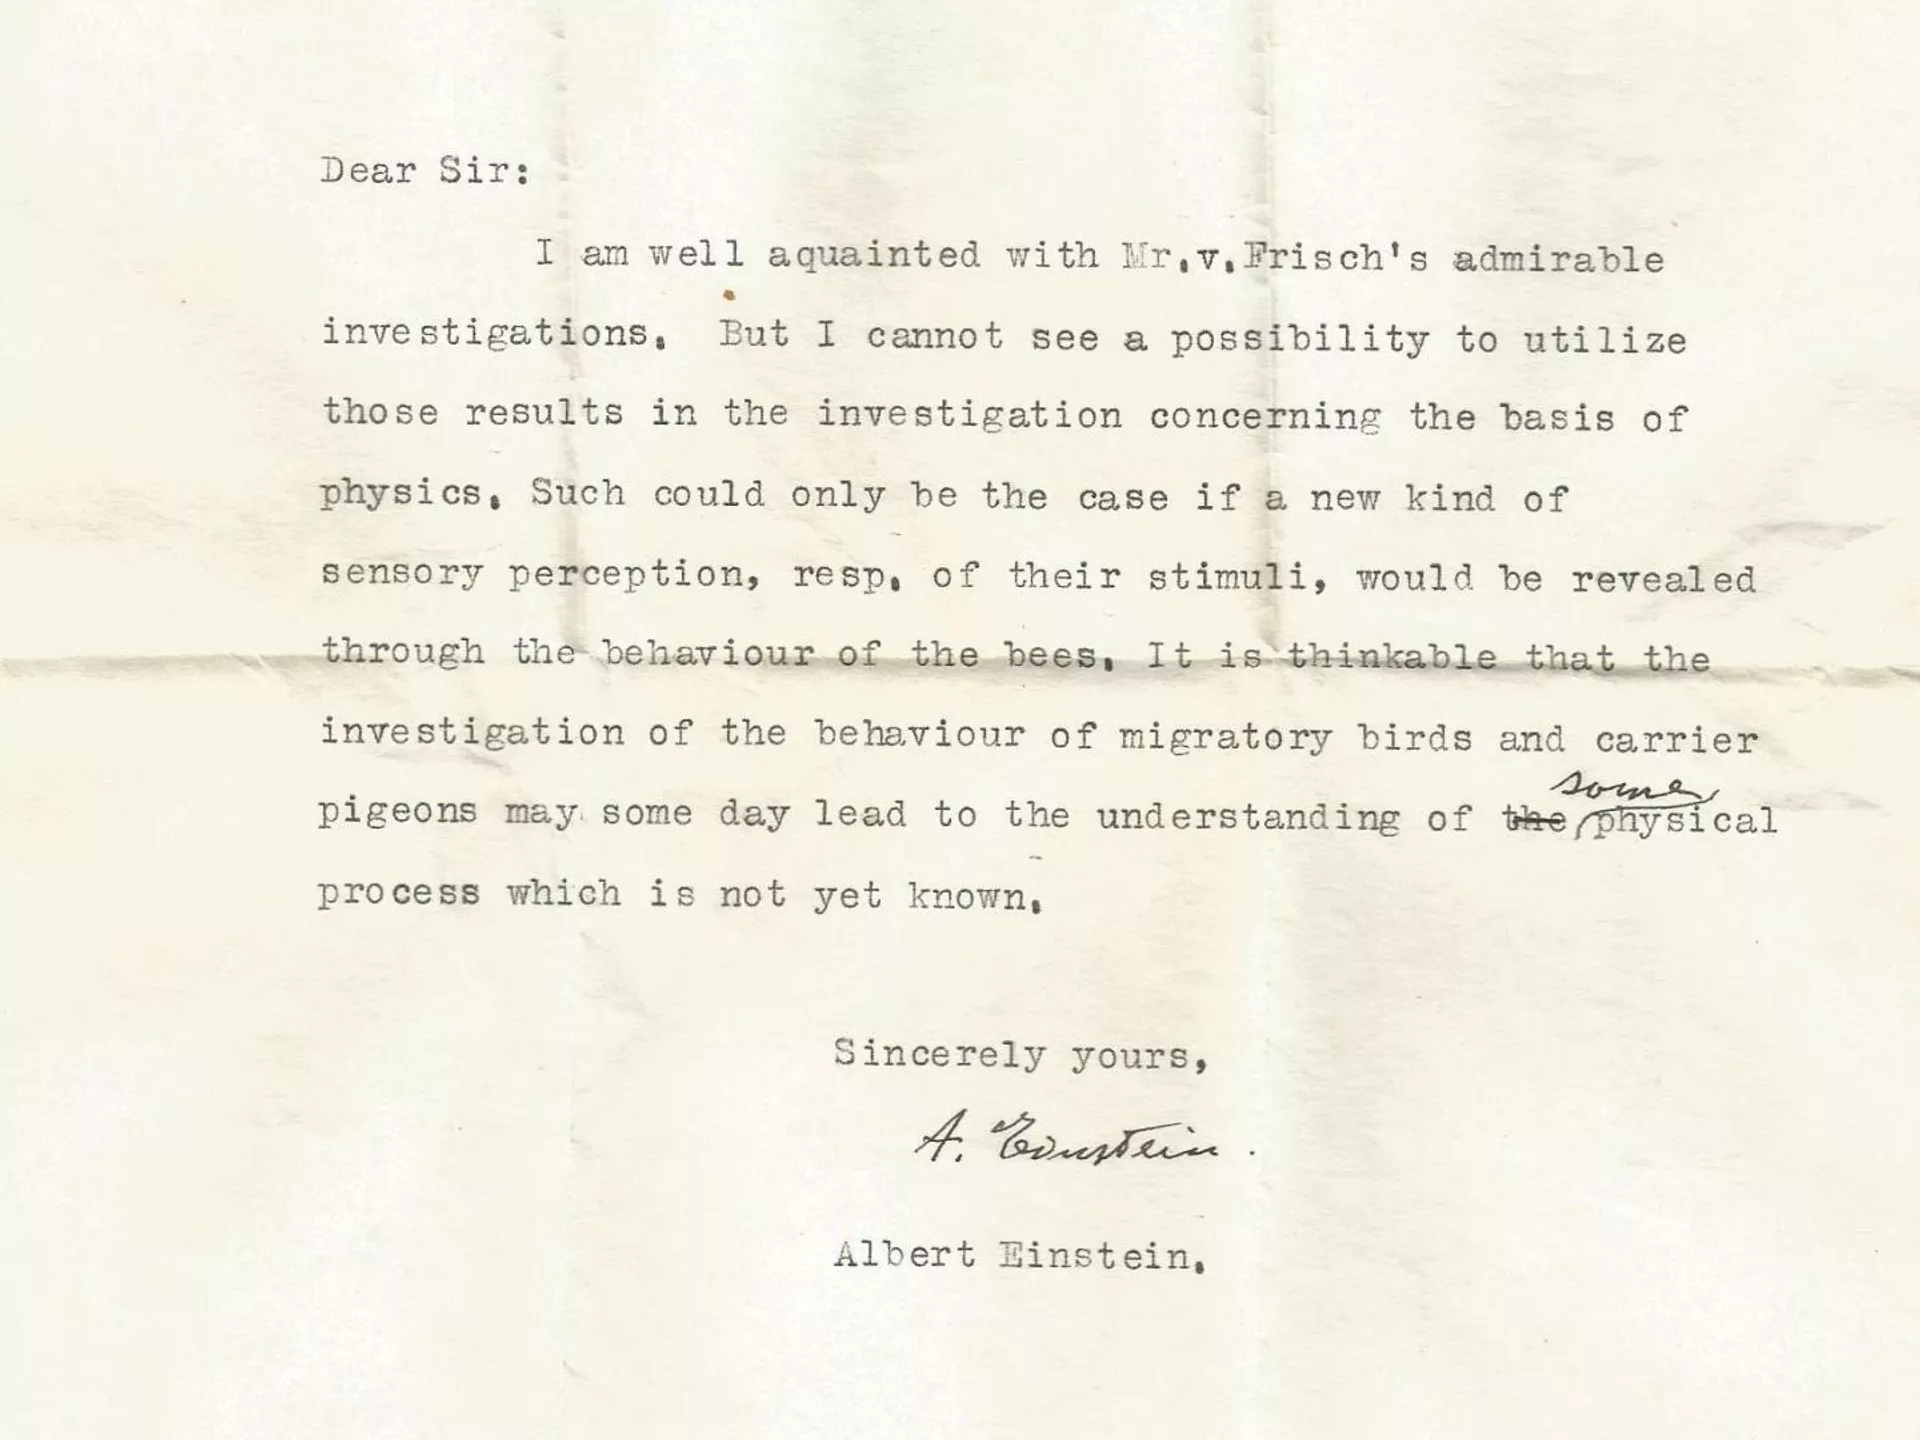 Dear Sir:
I am well aquainted with Mr.v.Frisch's admirable
investigations. But I cannot see a possibility to utilize
those results in the investigation concerning the basis of
physics. Such could only be the case if a new kind of
sensory perception, resp. of their stimuli, would be revealed
through the behaviour of the bees. It is thinkable that the
investigation of the behaviour of migratory birds and carrier
some
pigeons may some day lead to the understanding of the physical
process which is not yet known.
Sincerely yours,
A. Einstein.
Albert Einstein.